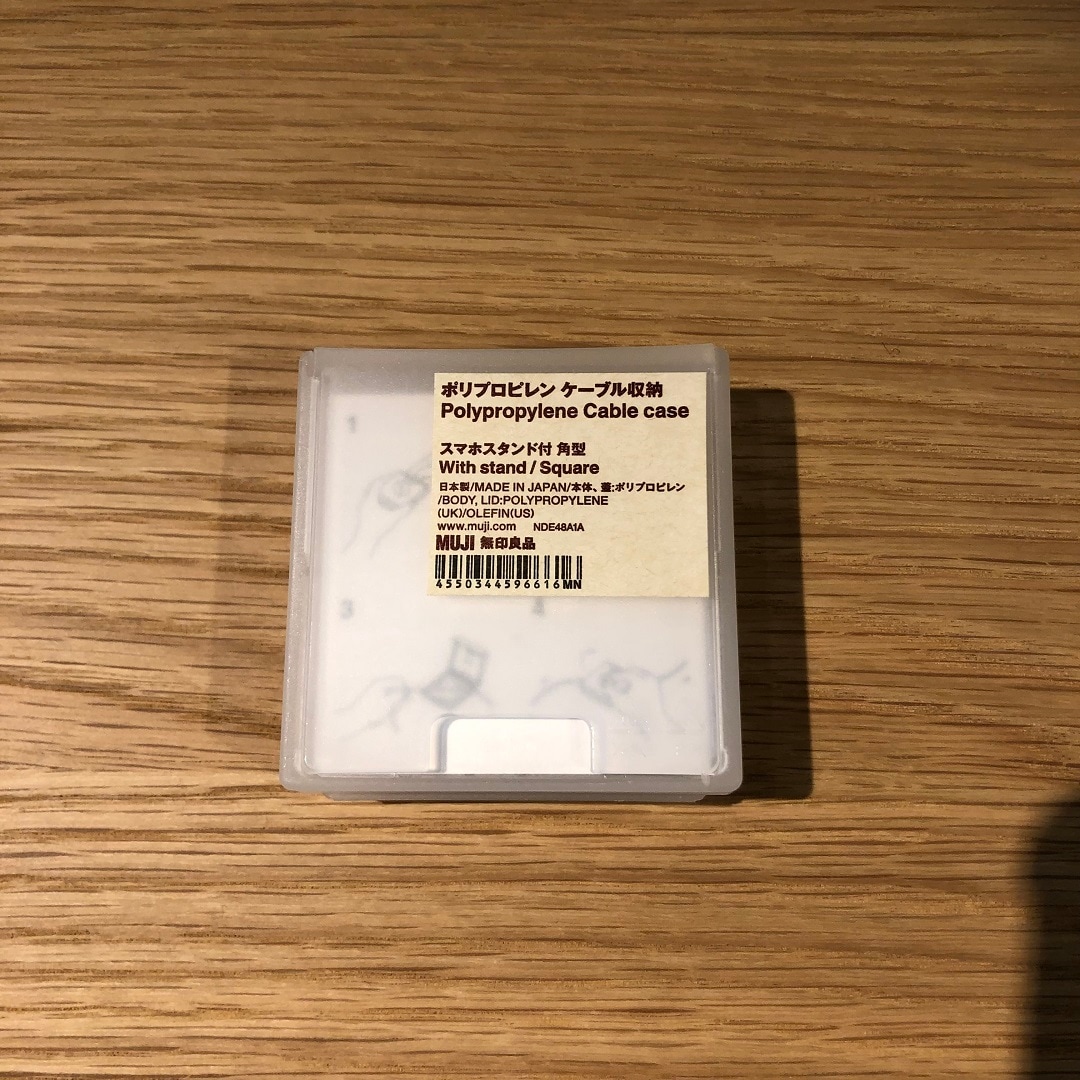 ポリプロピレン ケーブル収納
Polypropylene Cable case
スマホスタンド付 角型
With stand / Square
日本製/MADE IN JAPAN/本体、蓋:ポリプロピレン
/BODY, LID:POLYPROPYLENE
(UK)/OLEFIN(US)
www.muji.com NDE48A1A
MUJI 無印良品
4550344596616MN
1
3
4